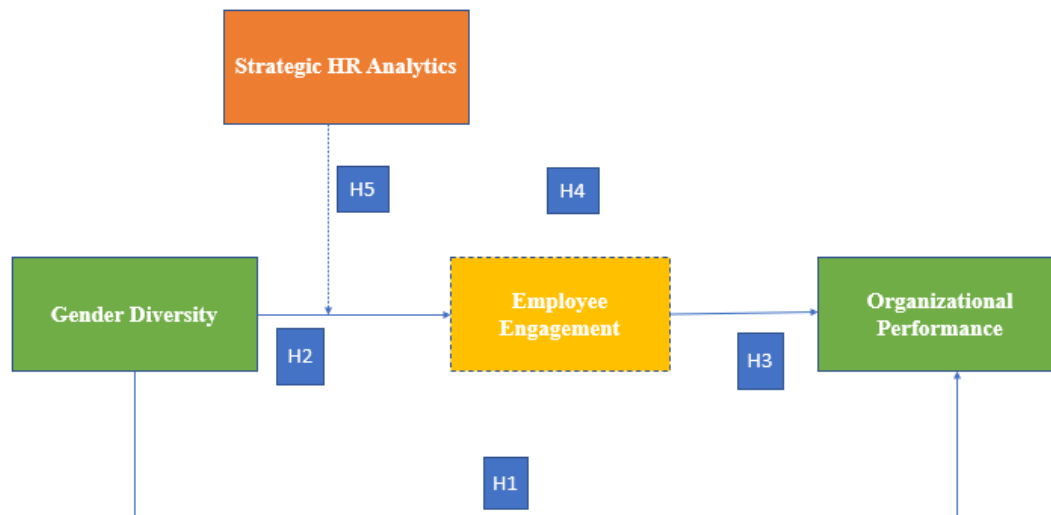 Strategic HR Analytics
H5
H4
Gender Diversity
Employee
Engagement
Organizational
Performance
H2
H3
H1